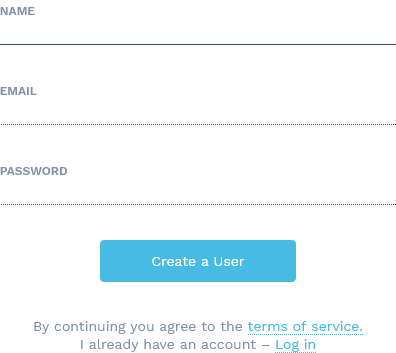 NAME
EMAIL
PASSWORD
Create a User
By continuing you agree to the terms of service.
I already have an account – Log in